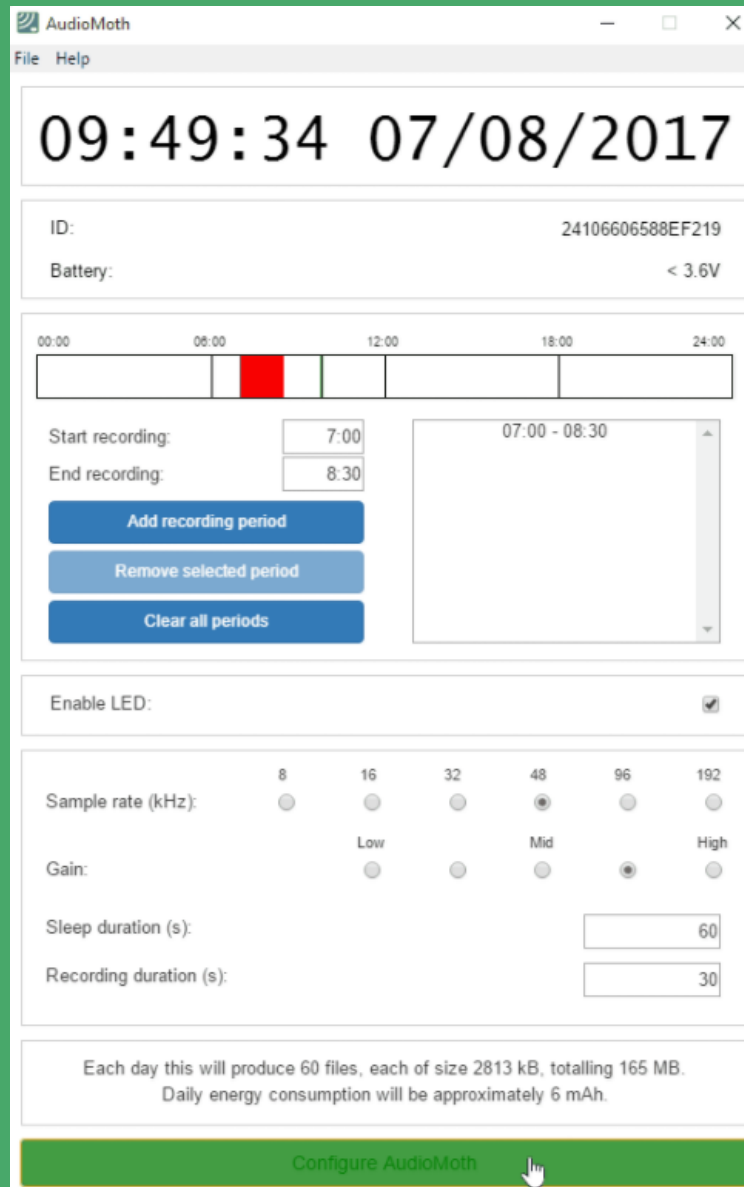 AudioMoth
File Help
09:49:34 07/08/2017
ID: 24106606588EF219
Battery: < 3.6V
00:00 06:00 12:00 18:00 24:00
Start recording: 7:00
End recording: 8:30
07:00 - 08:30
Add recording period
Remove selected period
Clear all periods
Enable LED:
8 16 32 48 96 192
Sample rate (kHz):
Low Mid High
Gain:
Sleep duration (s): 60
Recording duration (s): 30
Each day this will produce 60 files, each of size 2813 kB, totalling 165 MB.
Daily energy consumption will be approximately 6 mAh.
Configure AudioMoth